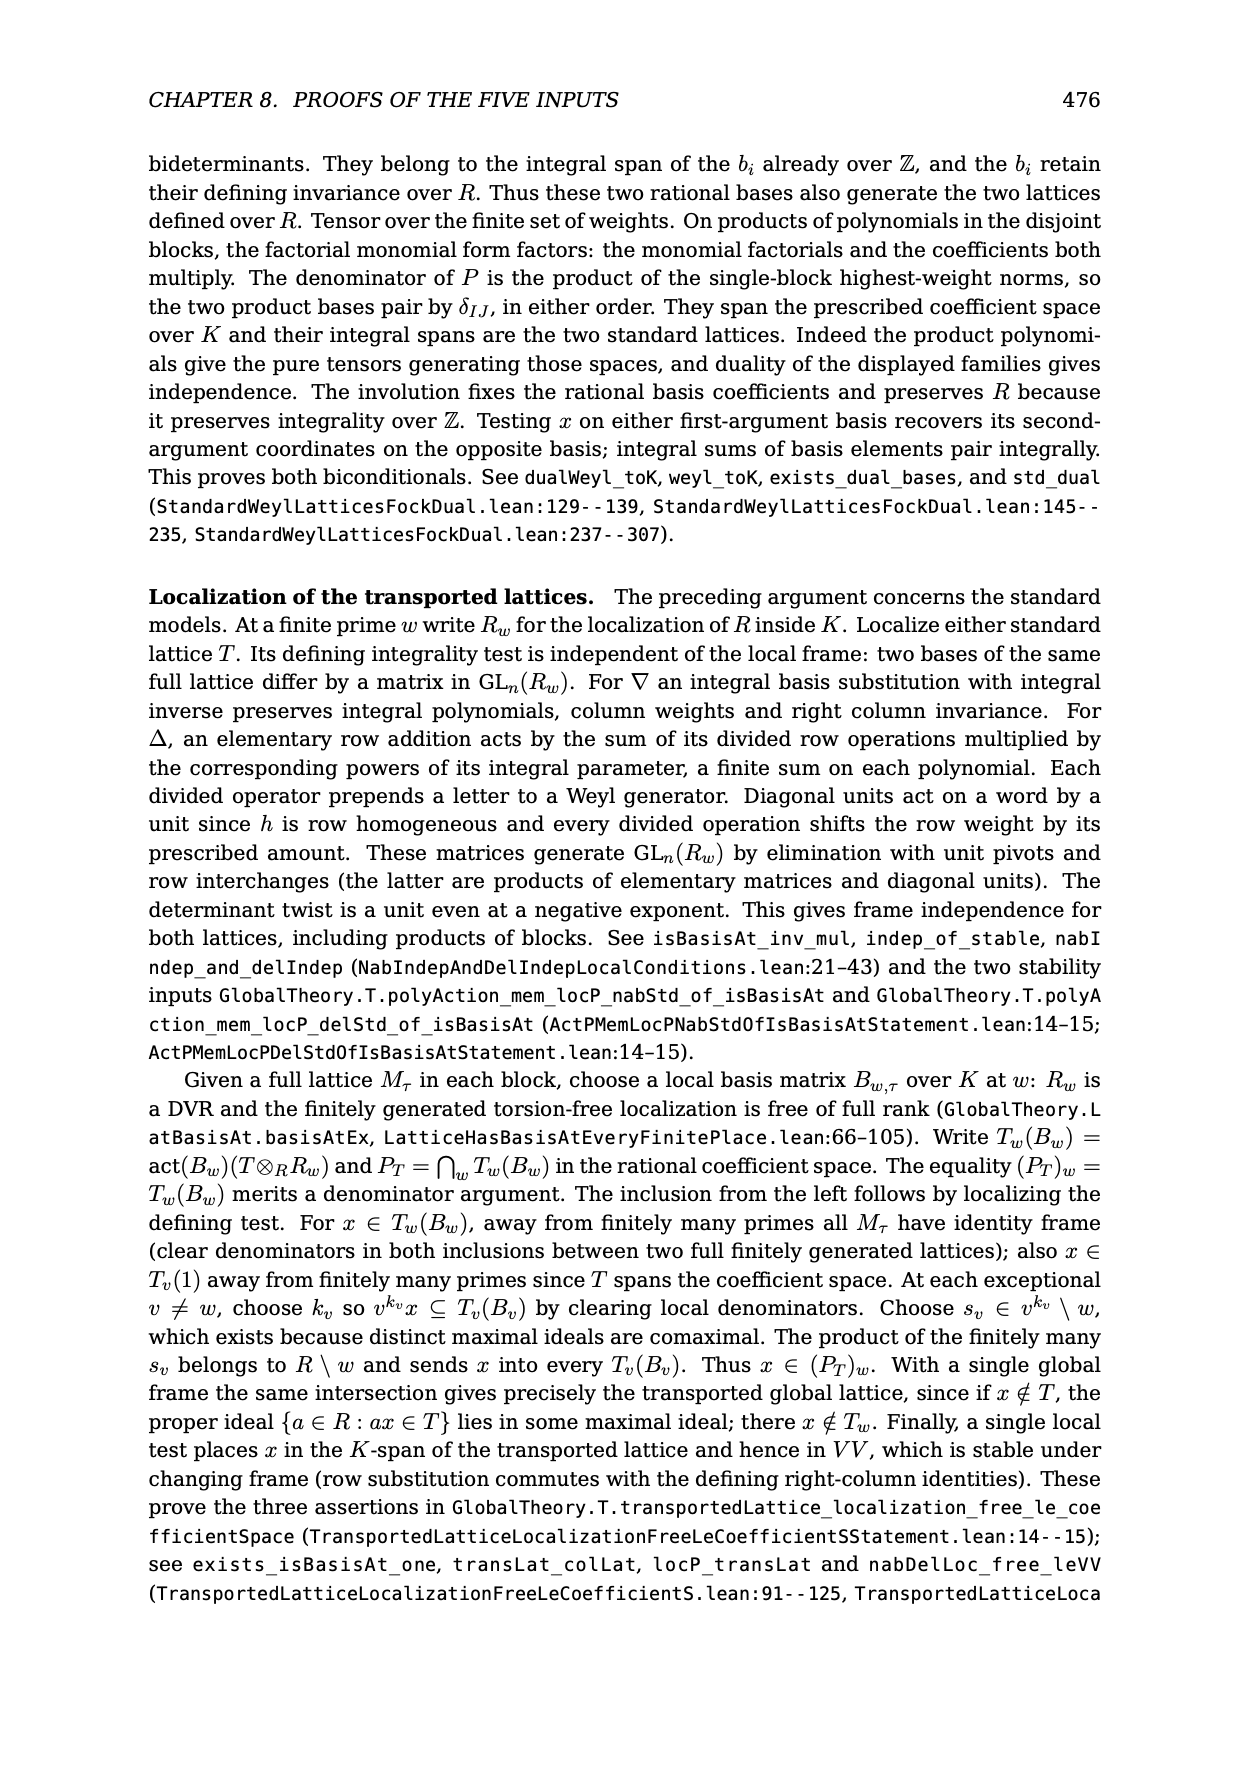 CHAPTER 8. PROOFS OF THE FIVE INPUTS 476
bideterminants. They belong to the integral span of the b_i already over ℤ, and the b_i retain
their defining invariance over R. Thus these two rational bases also generate the two lattices
defined over R. Tensor over the finite set of weights. On products of polynomials in the disjoint
blocks, the factorial monomial form factors: the monomial factorials and the coefficients both
multiply. The denominator of P is the product of the single-block highest-weight norms, so
the two product bases pair by δ_{IJ}, in either order. They span the prescribed coefficient space
over K and their integral spans are the two standard lattices. Indeed the product polynomi-
als give the pure tensors generating those spaces, and duality of the displayed families gives
independence. The involution fixes the rational basis coefficients and preserves R because
it preserves integrality over ℤ. Testing x on either first-argument basis recovers its second-
argument coordinates on the opposite basis; integral sums of basis elements pair integrally.
This proves both biconditionals. See dualWeyl_toK, weyl_toK, exists_dual_bases, and std_dual
(StandardWeylLatticesFockDual.lean:129--139, StandardWeylLatticesFockDual.lean:145--
235, StandardWeylLatticesFockDual.lean:237--307).
Localization of the transported lattices. The preceding argument concerns the standard
models. At a finite prime w write R_w for the localization of R inside K. Localize either standard
lattice T. Its defining integrality test is independent of the local frame: two bases of the same
full lattice differ by a matrix in GL_n(R_w). For ∇ an integral basis substitution with integral
inverse preserves integral polynomials, column weights and right column invariance. For
Δ, an elementary row addition acts by the sum of its divided row operations multiplied by
the corresponding powers of its integral parameter, a finite sum on each polynomial. Each
divided operator prepends a letter to a Weyl generator. Diagonal units act on a word by a
unit since h is row homogeneous and every divided operation shifts the row weight by its
prescribed amount. These matrices generate GL_n(R_w) by elimination with unit pivots and
row interchanges (the latter are products of elementary matrices and diagonal units). The
determinant twist is a unit even at a negative exponent. This gives frame independence for
both lattices, including products of blocks. See isBasisAt_inv_mul, indep_of_stable, nabI
ndep_and_delIndep (NabIndepAndDelIndepLocalConditions.lean:21–43) and the two stability
inputs GlobalTheory.T.polyAction_mem_locP_nabStd_of_isBasisAt and GlobalTheory.T.polyA
ction_mem_locP_delStd_of_isBasisAt (ActPMemLocPNabStdOfIsBasisAtStatement.lean:14–15;
ActPMemLocPDelStdOfIsBasisAtStatement.lean:14–15).
Given a full lattice M_τ in each block, choose a local basis matrix B_{w,τ} over K at w: R_w is
a DVR and the finitely generated torsion-free localization is free of full rank (GlobalTheory.L
atBasisAt.basisAtEx, LatticeHasBasisAtEveryFinitePlace.lean:66–105). Write T_w(B_w) =
act(B_w)(T⊗_R R_w) and P_T = ⋂_w T_w(B_w) in the rational coefficient space. The equality (P_T)_w =
T_w(B_w) merits a denominator argument. The inclusion from the left follows by localizing the
defining test. For x ∈ T_w(B_w), away from finitely many primes all M_τ have identity frame
(clear denominators in both inclusions between two full finitely generated lattices); also x ∈
T_v(1) away from finitely many primes since T spans the coefficient space. At each exceptional
v ≠ w, choose k_v so v^{k_v}x ⊆ T_v(B_v) by clearing local denominators. Choose s_v ∈ v^{k_v} \ w,
which exists because distinct maximal ideals are comaximal. The product of the finitely many
s_v belongs to R \ w and sends x into every T_v(B_v). Thus x ∈ (P_T)_w. With a single global
frame the same intersection gives precisely the transported global lattice, since if x ∉ T, the
proper ideal {a ∈ R : ax ∈ T} lies in some maximal ideal; there x ∉ T_w. Finally, a single local
test places x in the K-span of the transported lattice and hence in VV, which is stable under
changing frame (row substitution commutes with the defining right-column identities). These
prove the three assertions in GlobalTheory.T.transportedLattice_localization_free_le_coe
fficientSpace (TransportedLatticeLocalizationFreeLeCoefficientSStatement.lean:14--15);
see exists_isBasisAt_one, transLat_colLat, locP_transLat and nabDelLoc_free_leVV
(TransportedLatticeLocalizationFreeLeCoefficientS.lean:91--125, TransportedLatticeLoca